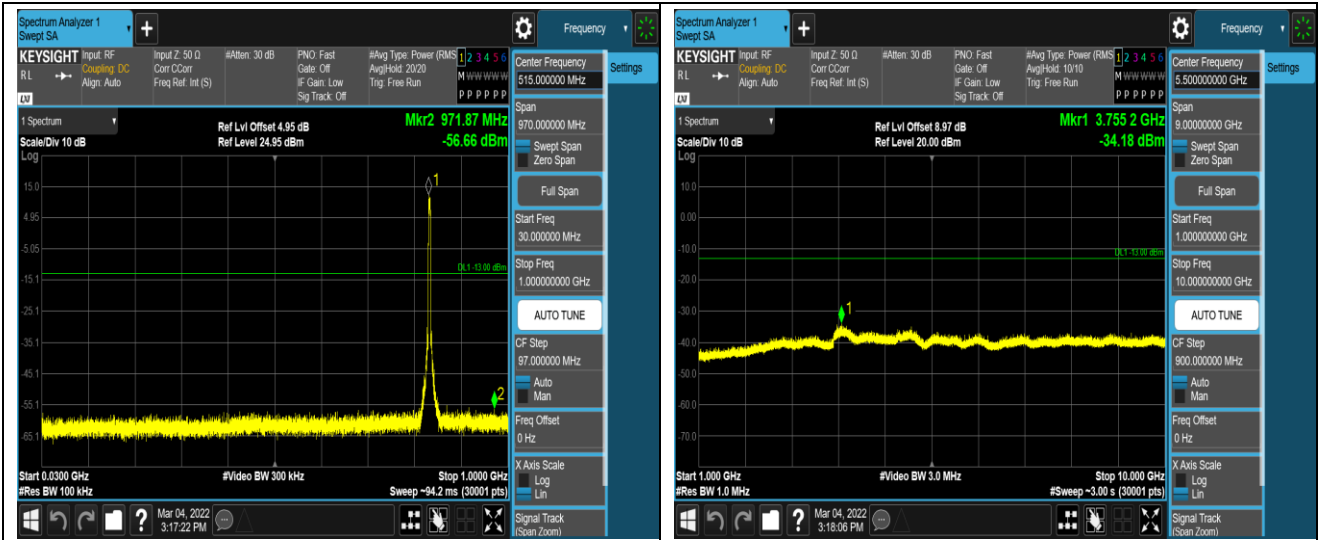 Spectrum Analyzer 1
Swept SA
Frequency
KEYSIGHT
RL
Input: RF
Coupling: DC
Align: Auto
Input Z: 50 Ω
Corr CCorr
Freq Ref: Int (S)
#Atten: 30 dB
PNO: Fast
Gate: Off
IF Gain: Low
Sig Track: Off
#Avg Type: Power (RMS
Avg|Hold: 20/20
Trig: Free Run
1 2 3 4 5 6
M W W W W W
P P P P P P
Center Frequency
515.000000 MHz
Settings
Span
970.000000 MHz
Swept Span
Zero Span
Full Span
Start Freq
30.000000 MHz
Stop Freq
1.000000000 GHz
AUTO TUNE
CF Step
97.000000 MHz
Auto
Man
Freq Offset
0 Hz
X Axis Scale
Log
Lin
Signal Track
(Span Zoom)
1 Spectrum
Scale/Div 10 dB
Log
Ref Lvl Offset 4.95 dB
Ref Level 24.95 dBm
Mkr2 971.87 MHz
-56.66 dBm
15.0
4.95
-5.05
-15.1
-25.1
-35.1
-45.1
-55.1
-65.1
DL1 -13.00 dBm
1
2
Start 0.0300 GHz
#Res BW 100 kHz
#Video BW 300 kHz
Stop 1.0000 GHz
Sweep ~94.2 ms (30001 pts)
Mar 04, 2022
3:17:22 PM
Spectrum Analyzer 1
Swept SA
Frequency
KEYSIGHT
RL
Input: RF
Coupling: DC
Align: Auto
Input Z: 50 Ω
Corr CCorr
Freq Ref: Int (S)
#Atten: 30 dB
PNO: Fast
Gate: Off
IF Gain: Low
Sig Track: Off
#Avg Type: Power (RMS
Avg|Hold: 10/10
Trig: Free Run
1 2 3 4 5 6
M W W W W W
P P P P P P
Center Frequency
5.500000000 GHz
Settings
Span
9.00000000 GHz
Swept Span
Zero Span
Full Span
Start Freq
1.000000000 GHz
Stop Freq
10.000000000 GHz
AUTO TUNE
CF Step
900.000000 MHz
Auto
Man
Freq Offset
0 Hz
X Axis Scale
Log
Lin
Signal Track
(Span Zoom)
1 Spectrum
Scale/Div 10 dB
Log
Ref Lvl Offset 8.97 dB
Ref Level 20.00 dBm
Mkr1 3.755 2 GHz
-34.18 dBm
10.0
0.00
-10.0
-20.0
-30.0
-40.0
-50.0
-60.0
-70.0
DL1 -13.00 dBm
1
Start 1.000 GHz
#Res BW 1.0 MHz
#Video BW 3.0 MHz
Stop 10.000 GHz
#Sweep ~3.00 s (30001 pts)
Mar 04, 2022
3:18:06 PM